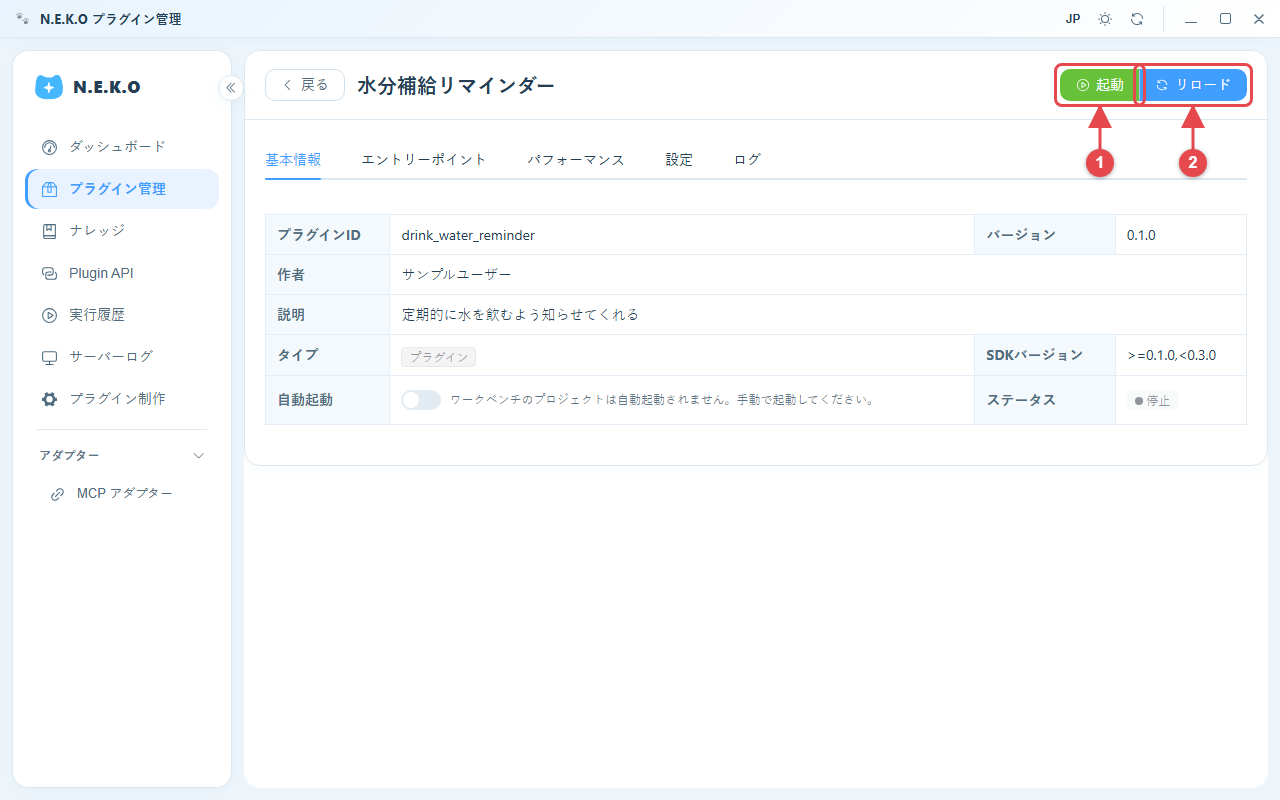 N.E.K.O プラグイン管理
JP
N.E.K.O
戻る
水分補給リマインダー
起動
リロード
1
2
ダッシュボード
プラグイン管理
ナレッジ
Plugin API
実行履歴
サーバーログ
プラグイン制作
アダプター
MCP アダプター
基本情報 エントリーポイント パフォーマンス 設定 ログ
プラグインID drink_water_reminder バージョン 0.1.0
作者 サンプルユーザー
説明 定期的に水を飲むよう知らせてくれる
タイプ プラグイン SDKバージョン >=0.1.0,<0.3.0
自動起動 ワークベンチのプロジェクトは自動起動されません。手動で起動してください。 ステータス 停止